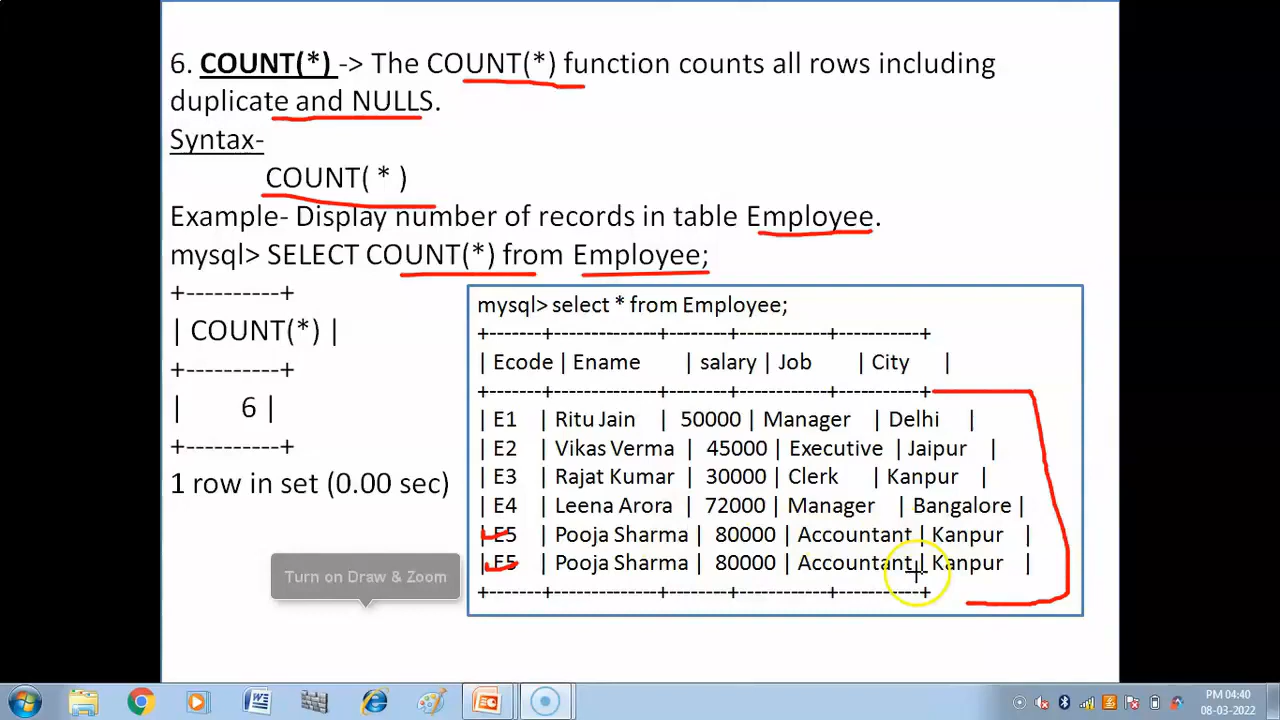 6. COUNT(*) -> The COUNT(*) function counts all rows including
duplicate and NULLS.
Syntax-
COUNT( * )
Example- Display number of records in table Employee.
mysql> SELECT COUNT(*) from Employee;
+----------+
| COUNT(*) |
+----------+
| 6 |
+----------+
1 row in set (0.00 sec)
mysql> select * from Employee;
+-------+--------------+-------+-----------+-----------+
| Ecode | Ename | salary | Job | City |
+-------+--------------+-------+-----------+-----------+
| E1 | Ritu Jain | 50000 | Manager | Delhi |
| E2 | Vikas Verma | 45000 | Executive | Jaipur |
| E3 | Rajat Kumar | 30000 | Clerk | Kanpur |
| E4 | Leena Arora | 72000 | Manager | Bangalore |
| E5 | Pooja Sharma | 80000 | Accountant | Kanpur |
| E5 | Pooja Sharma | 80000 | Accountant | Kanpur |
+-------+--------------+-------+-----------+-----------+
Turn on Draw & Zoom
PM 04:40
08-03-2022